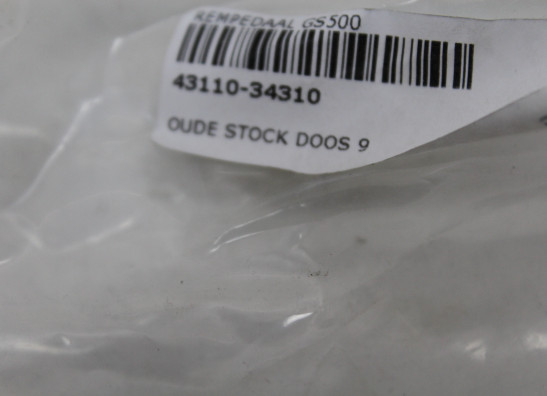 REMPEDAAL GS500
43110-34310
OUDE STOCK DOOS 9